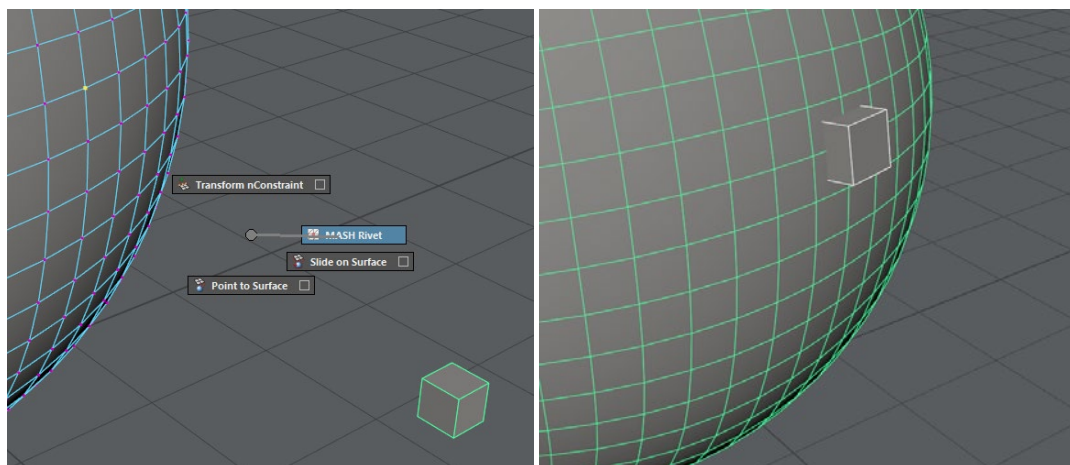 Transform nConstraint
MASH Rivet
Slide on Surface
Point to Surface